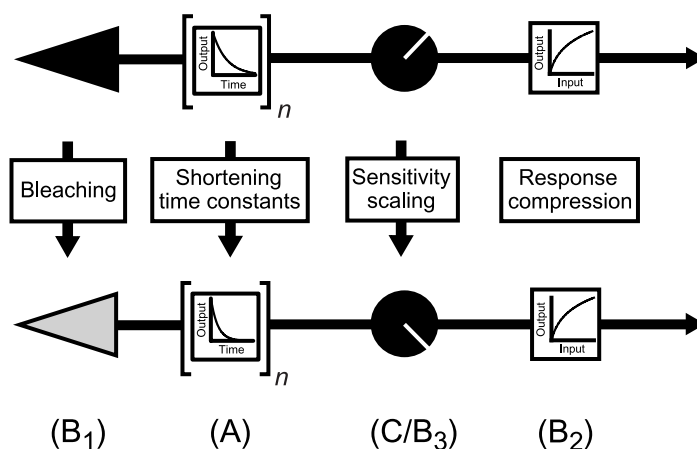 Output
Time
n
Output
Input
Bleaching
Shortening
time constants
Sensitivity
scaling
Response
compression
Output
Time
n
Output
Input
(B1)
(A)
(C/B3)
(B2)